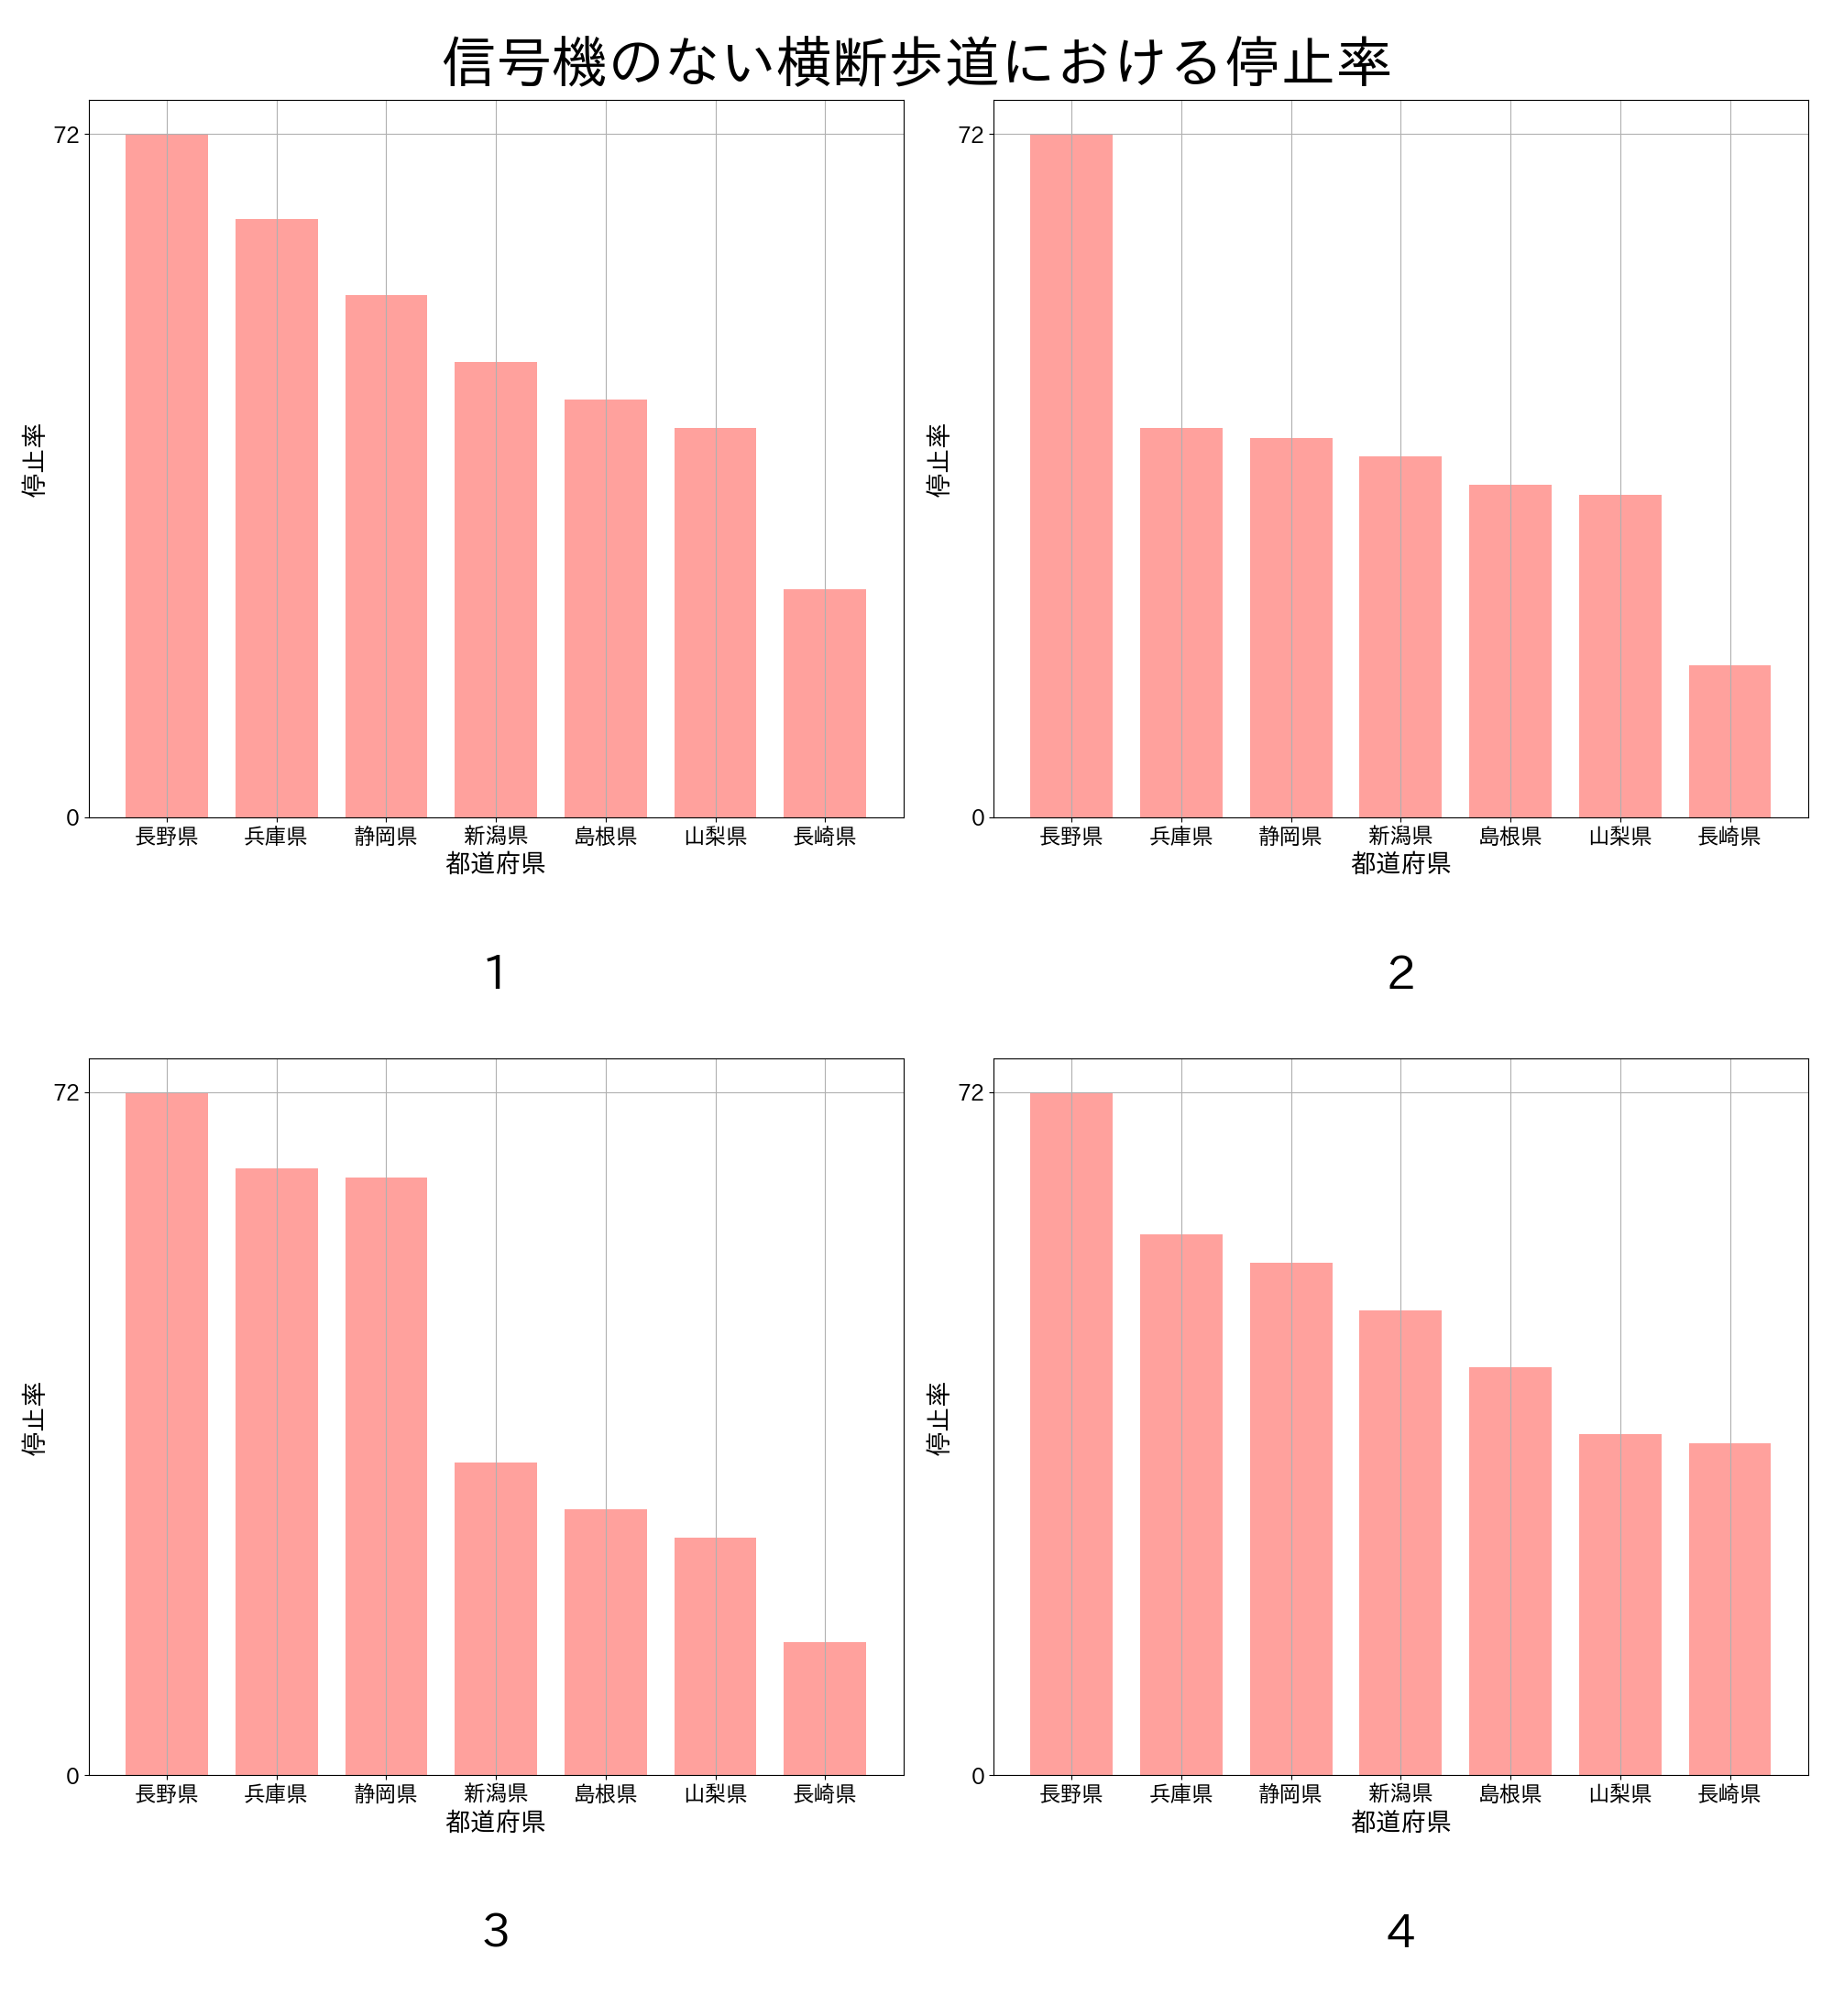 信号機のない横断歩道における停止率
72
0
停止率
長野県 兵庫県 静岡県 新潟県 島根県 山梨県 長崎県
都道府県
1
72
0
停止率
長野県 兵庫県 静岡県 新潟県 島根県 山梨県 長崎県
都道府県
2
72
0
停止率
長野県 兵庫県 静岡県 新潟県 島根県 山梨県 長崎県
都道府県
3
72
0
停止率
長野県 兵庫県 静岡県 新潟県 島根県 山梨県 長崎県
都道府県
4